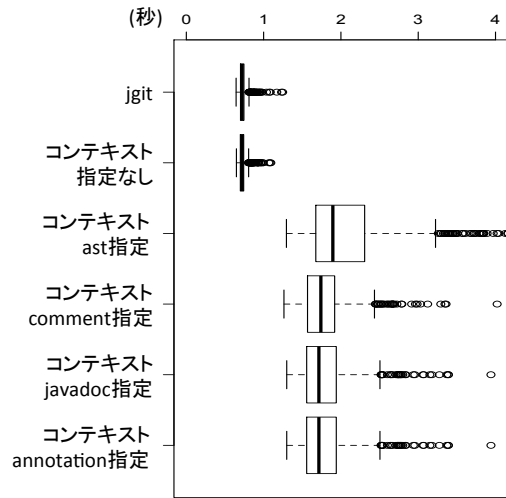 (秒)
0 1 2 3 4
jgit
コンテキスト
指定なし
コンテキスト
ast指定
コンテキスト
comment指定
コンテキスト
javadoc指定
コンテキスト
annotation指定